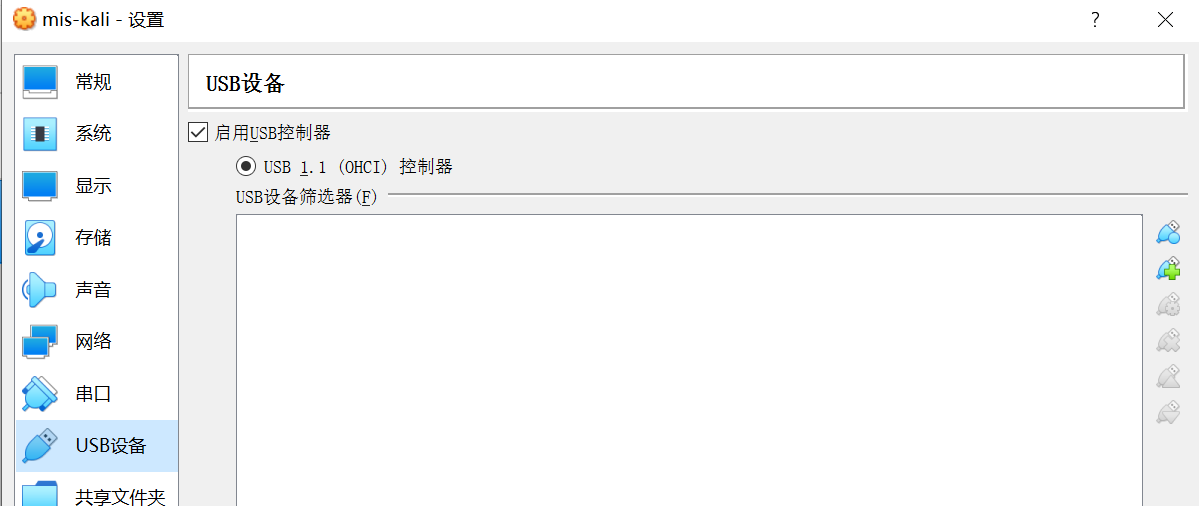 mis-kali - 设置
?
常规
系统
显示
存储
声音
网络
串口
USB设备
共享文件夹
USB设备
启用USB控制器
USB 1.1 (OHCI) 控制器
USB设备筛选器(F)